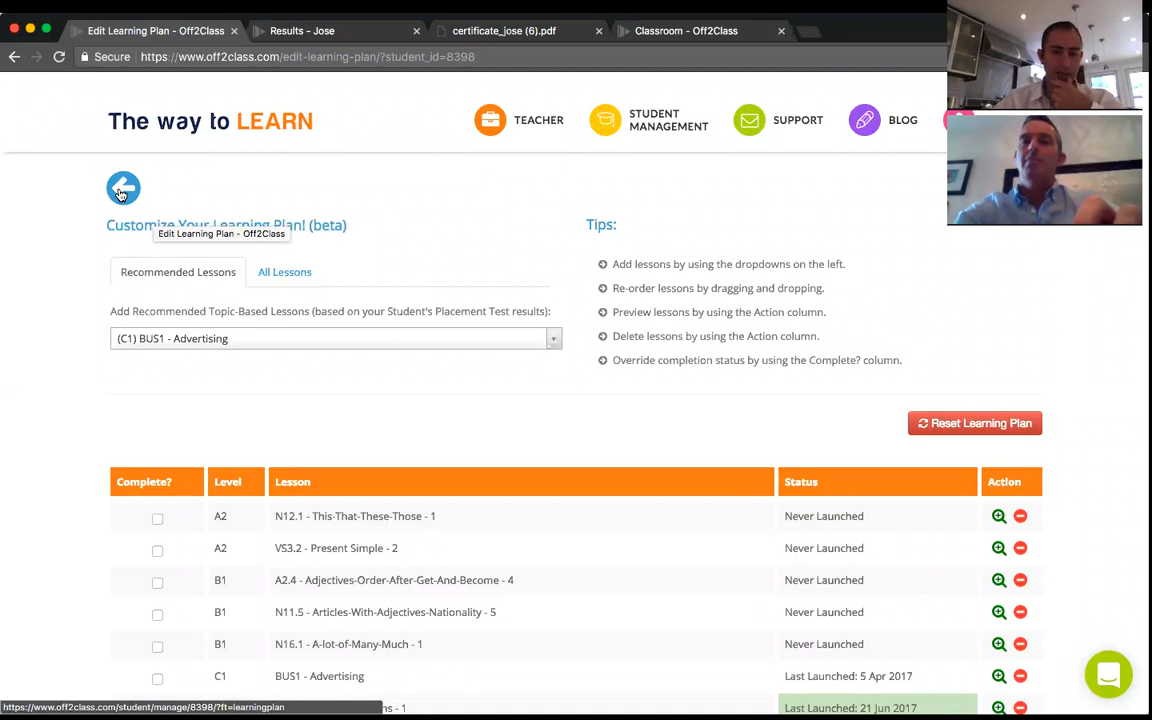 Edit Learning Plan - Off2Class
Results - Jose
certificate_jose (6).pdf
Classroom - Off2Class
Secure https://www.off2class.com/edit-learning-plan/?student_id=8398
The way to LEARN
TEACHER
STUDENT MANAGEMENT
SUPPORT
BLOG
Customize Your Learning Plan! (beta)
Edit Learning Plan - Off2Class
Tips:
Recommended Lessons
All Lessons
Add lessons by using the dropdowns on the left.
Re-order lessons by dragging and dropping.
Add Recommended Topic-Based Lessons (based on your Student's Placement Test results):
Preview lessons by using the Action column.
(C1) BUS1 - Advertising
Delete lessons by using the Action column.
Override completion status by using the Complete? column.
Reset Learning Plan
Complete? Level Lesson Status Action
A2 N12.1 - This-That-These-Those - 1 Never Launched
A2 VS3.2 - Present Simple - 2 Never Launched
B1 A2.4 - Adjectives-Order-After-Get-And-Become - 4 Never Launched
B1 N11.5 - Articles-With-Adjectives-Nationality - 5 Never Launched
B1 N16.1 - A-lot-of-Many-Much - 1 Never Launched
C1 BUS1 - Advertising Last Launched: 5 Apr 2017
- 1 Last Launched: 21 Jun 2017
https://www.off2class.com/student/manage/8398/?ft=learningplan